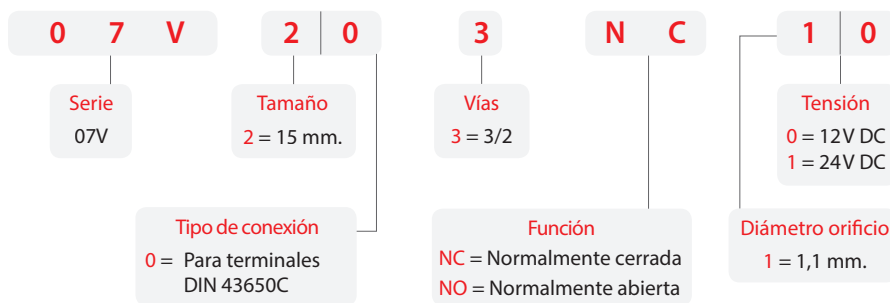 0 7 V 2 0 3 N C 1 0
Serie
07V
Tamaño
2 = 15 mm.
Vías
3 = 3/2
Tensión
0 = 12V DC
1 = 24V DC
Tipo de conexión
0 = Para terminales
DIN 43650C
Función
NC = Normalmente cerrada
NO = Normalmente abierta
Diámetro orificio
1 = 1,1 mm.